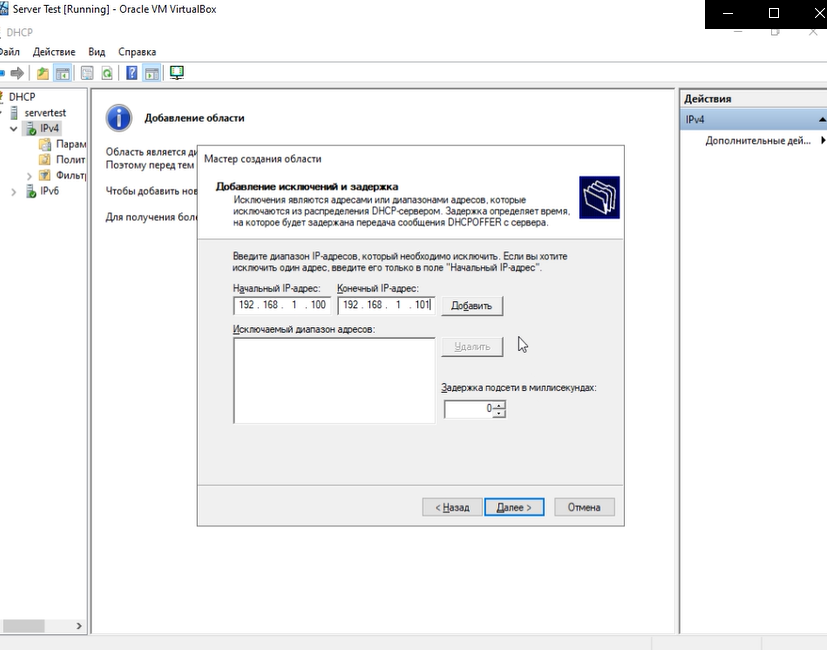 Server Test [Running] - Oracle VM VirtualBox
DHCP
Файл Действие Вид Справка
DHCP
servertest
IPv4
Парам
Полит
Фильт
IPv6
Добавление области
Область является ди
Поэтому перед тем
Чтобы добавить нов
Для получения бол
Мастер создания области
Добавление исключений и задержка
Исключения являются адресами или диапазонами адресов, которые
исключаются из распределения DHCP-сервером. Задержка определяет время,
на которое будет задержана передача сообщения DHCPOFFER с сервера.
Введите диапазон IP-адресов, который необходимо исключить. Если вы хотите
исключить один адрес, введите его только в поле "Начальный IP-адрес".
Начальный IP-адрес: Конечный IP-адрес:
192 . 168 . 1 . 100 192 . 168 . 1 . 101 Добавить
Исключаемый диапазон адресов:
Удалить
Задержка подсети в миллисекундах:
0
< Назад Далее > Отмена
Действия
IPv4
Дополнительные дей...